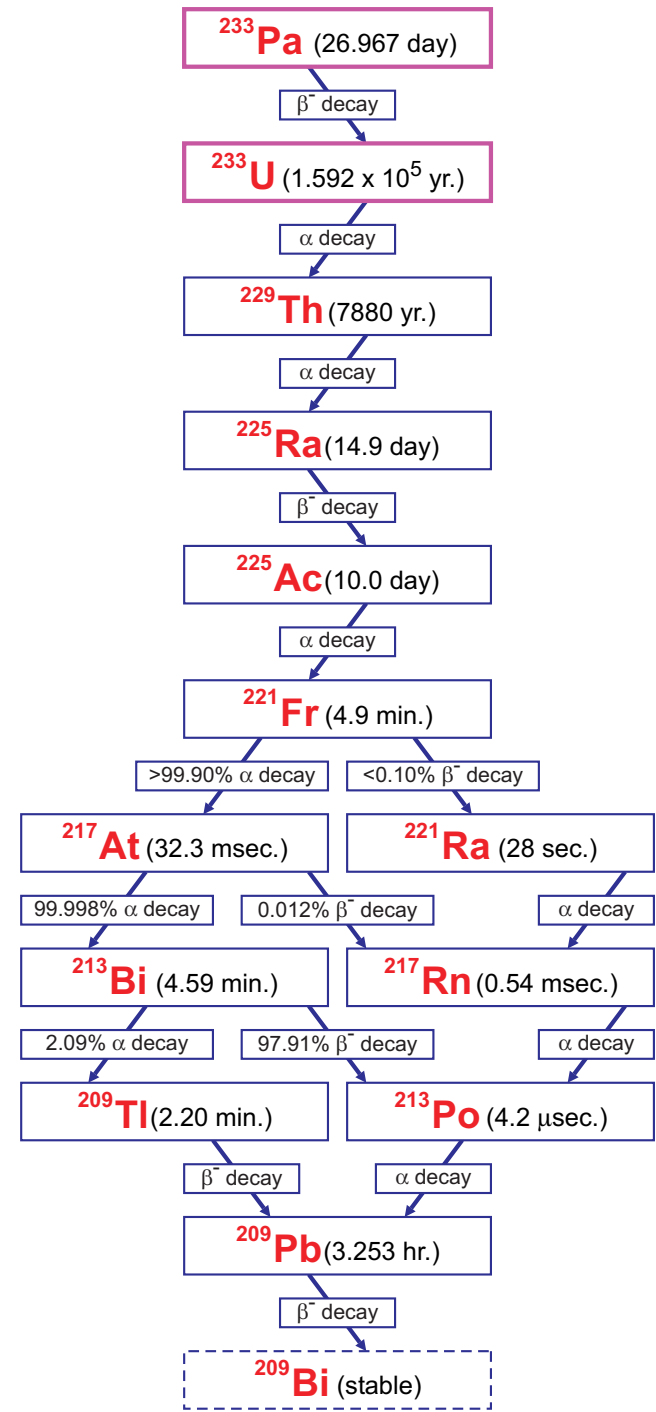 ²³³Pa (26.967 day)
β⁻ decay
²³³U (1.592 x 10⁵ yr.)
α decay
²²⁹Th (7880 yr.)
α decay
²²⁵Ra (14.9 day)
β⁻ decay
²²⁵Ac (10.0 day)
α decay
²²¹Fr (4.9 min.)
>99.90% α decay
<0.10% β⁻ decay
²¹⁷At (32.3 msec.)
²²¹Ra (28 sec.)
99.998% α decay
0.012% β⁻ decay
α decay
²¹³Bi (4.59 min.)
²¹⁷Rn (0.54 msec.)
2.09% α decay
97.91% β⁻ decay
α decay
²⁰⁹Tl (2.20 min.)
²¹³Po (4.2 μsec.)
β⁻ decay
α decay
²⁰⁹Pb (3.253 hr.)
β⁻ decay
²⁰⁹Bi (stable)